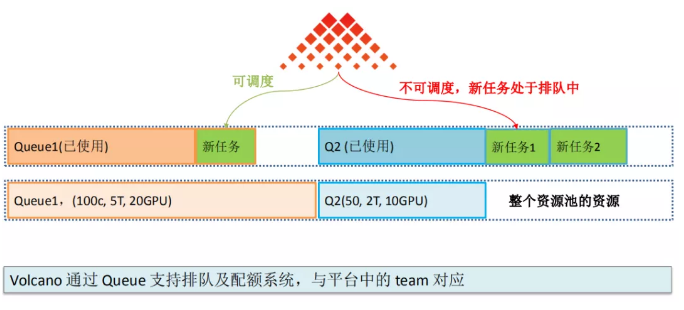 可调度
不可调度，新任务处于排队中
Queue1(已使用)
新任务
Q2 (已使用)
新任务1
新任务2
Queue1，(100c, 5T, 20GPU)
Q2(50, 2T, 10GPU)
整个资源池的资源
Volcano 通过 Queue 支持排队及配额系统，与平台中的 team 对应